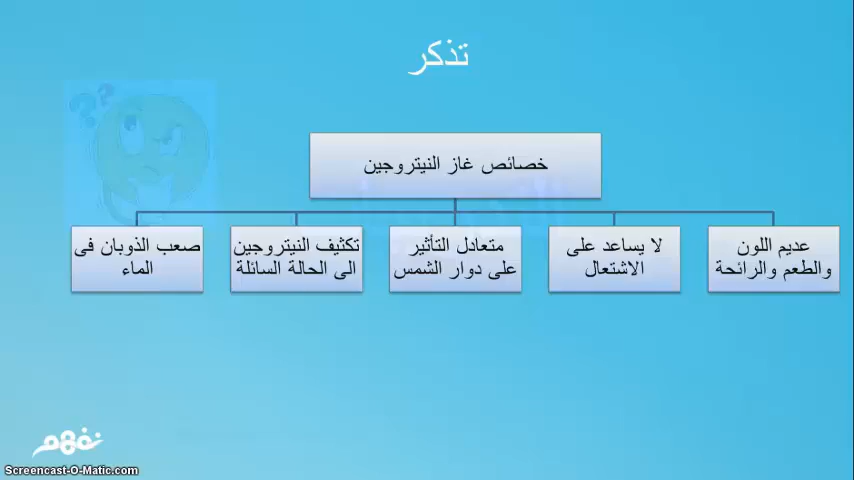 تذكر
خصائص غاز النيتروجين
عديم اللون
والطعم والرائحة
لا يساعد على
الاشتعال
متعادل التأثير
على دوار الشمس
تكثيف النيتروجين
الى الحالة السائلة
صعب الذوبان فى
الماء
نفهم
Screencast-O-Matic.com